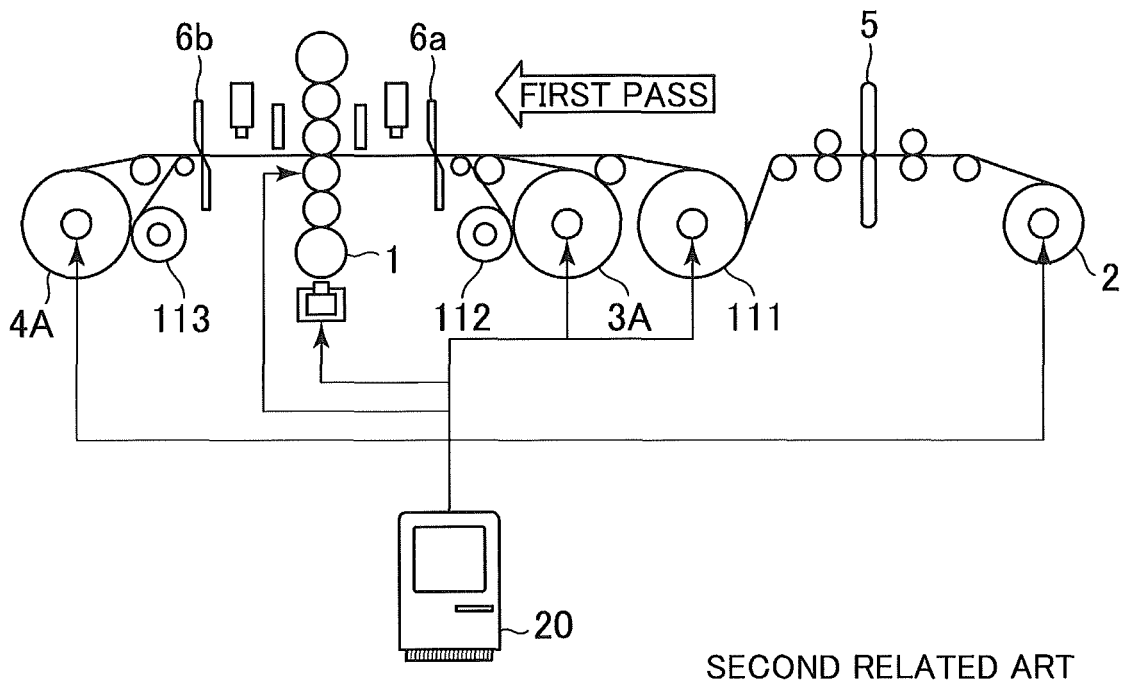 6b
6a
5
FIRST PASS
1
2
4A
113
112
3A
111
20
SECOND RELATED ART